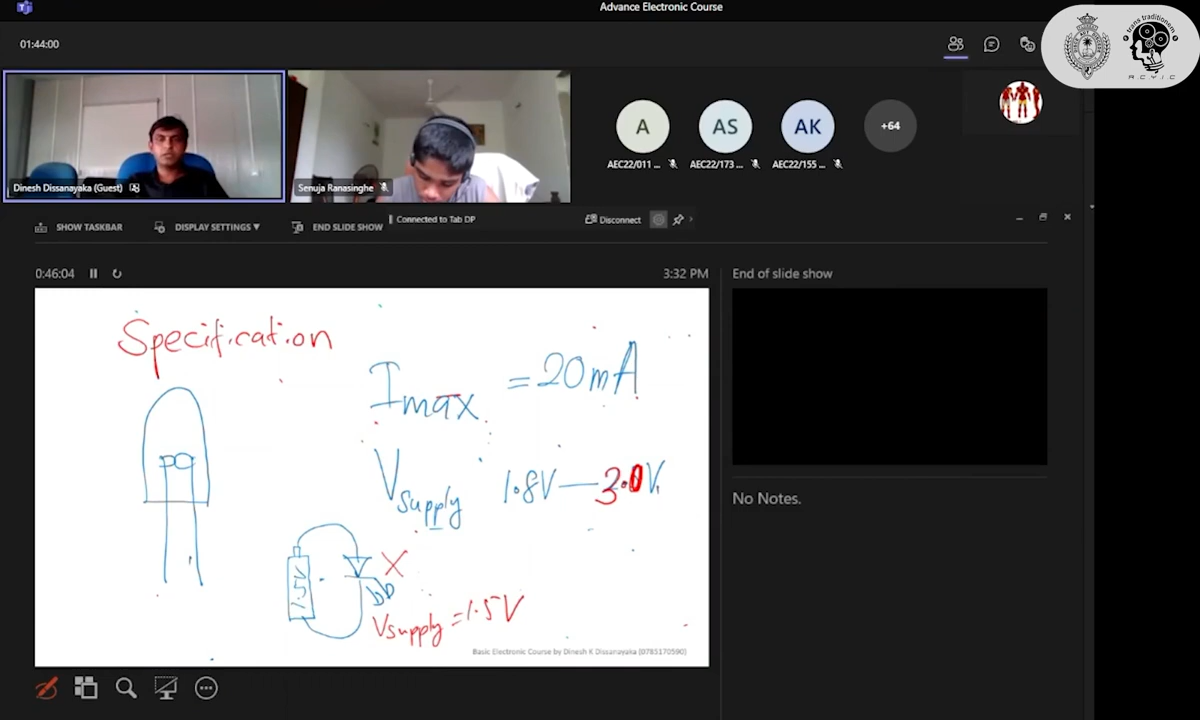 Advance Electronic Course
01:44:00
trans traditionem
A.C.Y.I.C
A
AS
AK
+64
Dinesh Dissanayaka (Guest)
Senuja Ranasinghe
AEC22/011 ...
AEC22/173 ...
AEC22/155 ...
SHOW TASKBAR
DISPLAY SETTINGS
END SLIDE SHOW
Connected to Tab DP
Disconnect
0:46:04
3:32 PM
End of slide show
Specification
Imax = 20mA
Vsupply 1.8V — 3.0V
1.5V
X
Vsupply = 1.5V
Basic Electronic Course by Dinesh K Dissanayaka (0785170590)
No Notes.